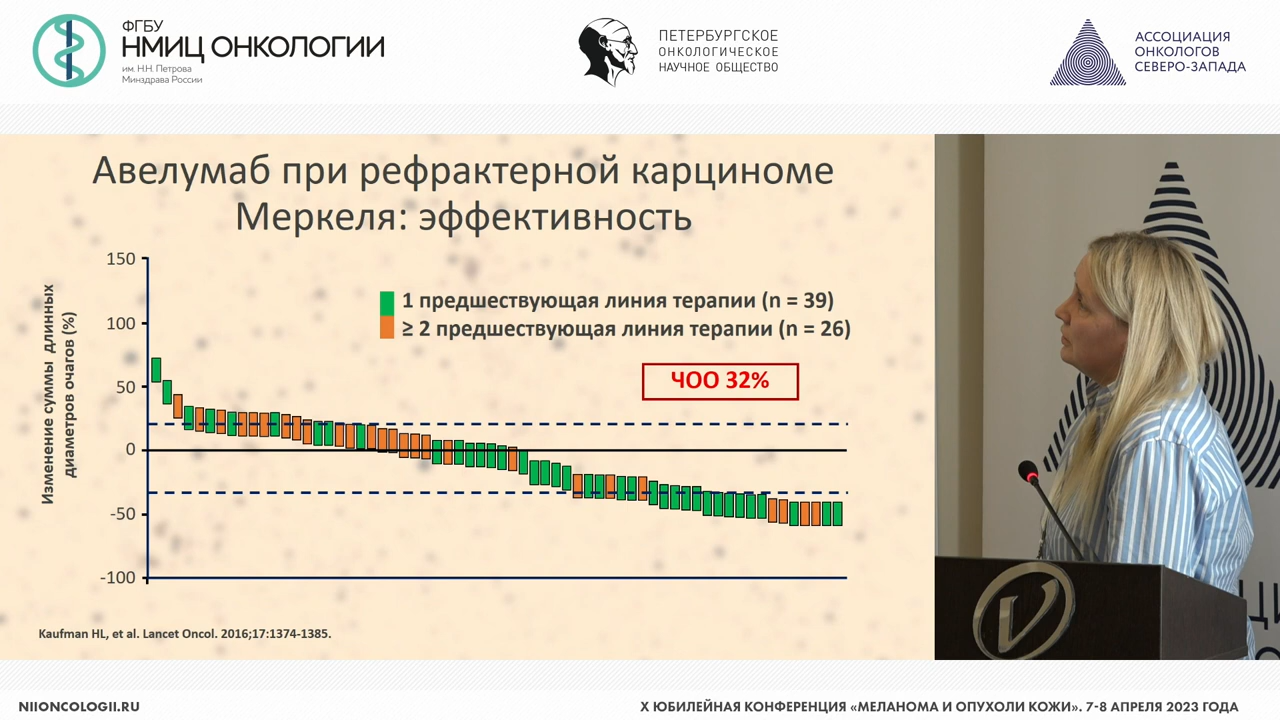 ФГБУ
НМИЦ ОНКОЛОГИИ
им. Н.Н. Петрова
Минздрава России
ПЕТЕРБУРГСКОЕ
ОНКОЛОГИЧЕСКОЕ
НАУЧНОЕ ОБЩЕСТВО
АССОЦИАЦИЯ
ОНКОЛОГОВ
СЕВЕРО-ЗАПАДА
Авелумаб при рефрактерной карциноме
Меркеля: эффективность
Изменение суммы длинных
диаметров очагов (%)
150
100
50
0
-50
-100
1 предшествующая линия терапии (n = 39)
≥ 2 предшествующая линия терапии (n = 26)
ЧОО 32%
Kaufman HL, et al. Lancet Oncol. 2016;17:1374-1385.
NIIONCOLOGII.RU
X ЮБИЛЕЙНАЯ КОНФЕРЕНЦИЯ «МЕЛАНОМА И ОПУХОЛИ КОЖИ». 7-8 АПРЕЛЯ 2023 ГОДА